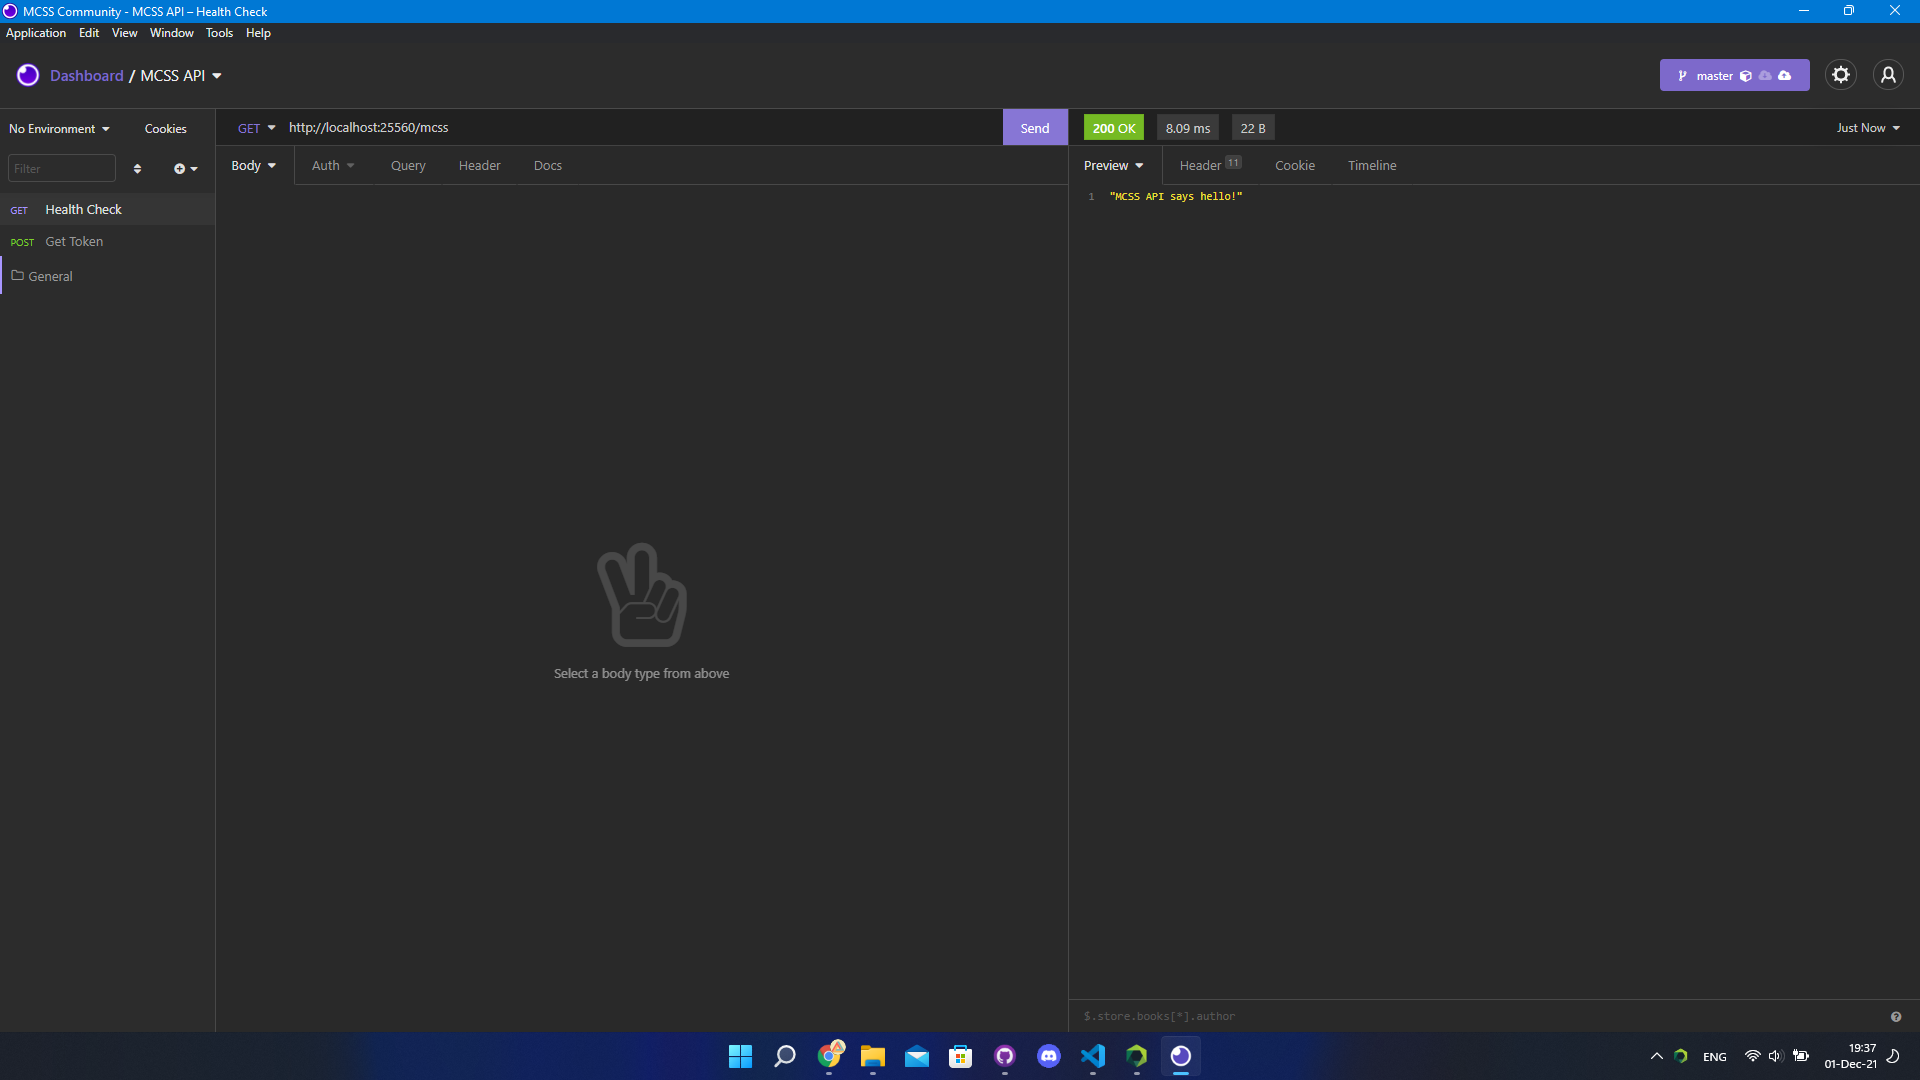 MCSS Community - MCSS API – Health Check
Application Edit View Window Tools Help
Dashboard / MCSS API
master
No Environment Cookies
GET http://localhost:25560/mcss Send
200 OK 8.09 ms 22 B Just Now
Filter
Body Auth Query Header Docs
Preview Header 11 Cookie Timeline
GET Health Check
POST Get Token
General
1 "MCSS API says hello!"
Select a body type from above
$.store.books[*].author
ENG
19:37
01-Dec-21